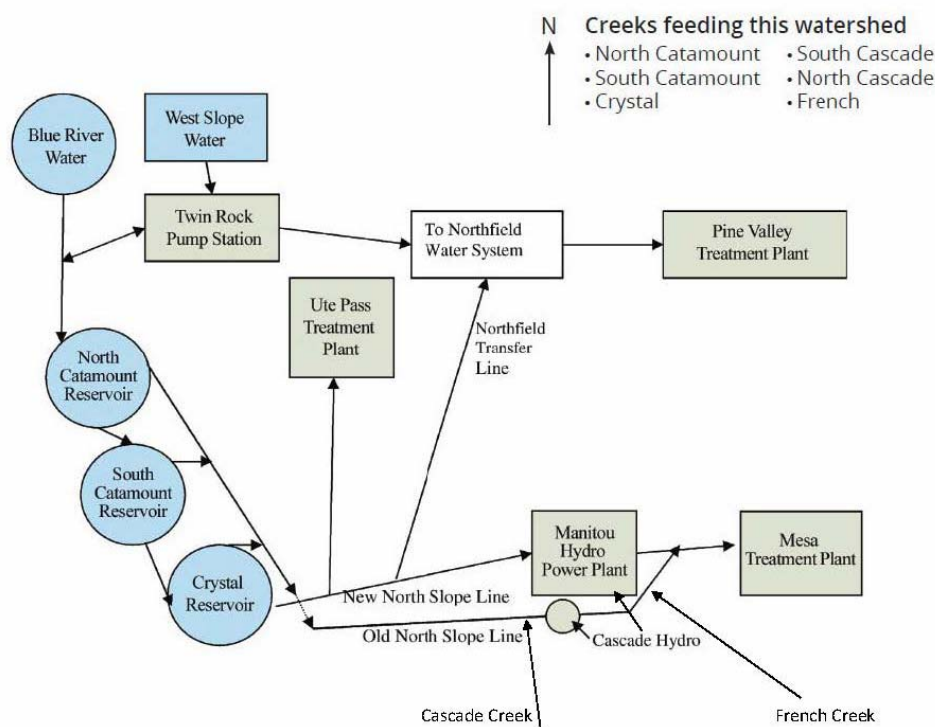 N
Creeks feeding this watershed
• North Catamount
• South Cascade
• South Catamount
• North Cascade
• Crystal
• French
Blue River
Water
West Slope
Water
Twin Rock
Pump Station
To Northfield
Water System
Pine Valley
Treatment Plant
Ute Pass
Treatment
Plant
Northfield
Transfer
Line
North
Catamount
Reservoir
South
Catamount
Reservoir
Crystal
Reservoir
Manitou
Hydro
Power Plant
Mesa
Treatment Plant
New North Slope Line
Old North Slope Line
Cascade Hydro
Cascade Creek
French Creek